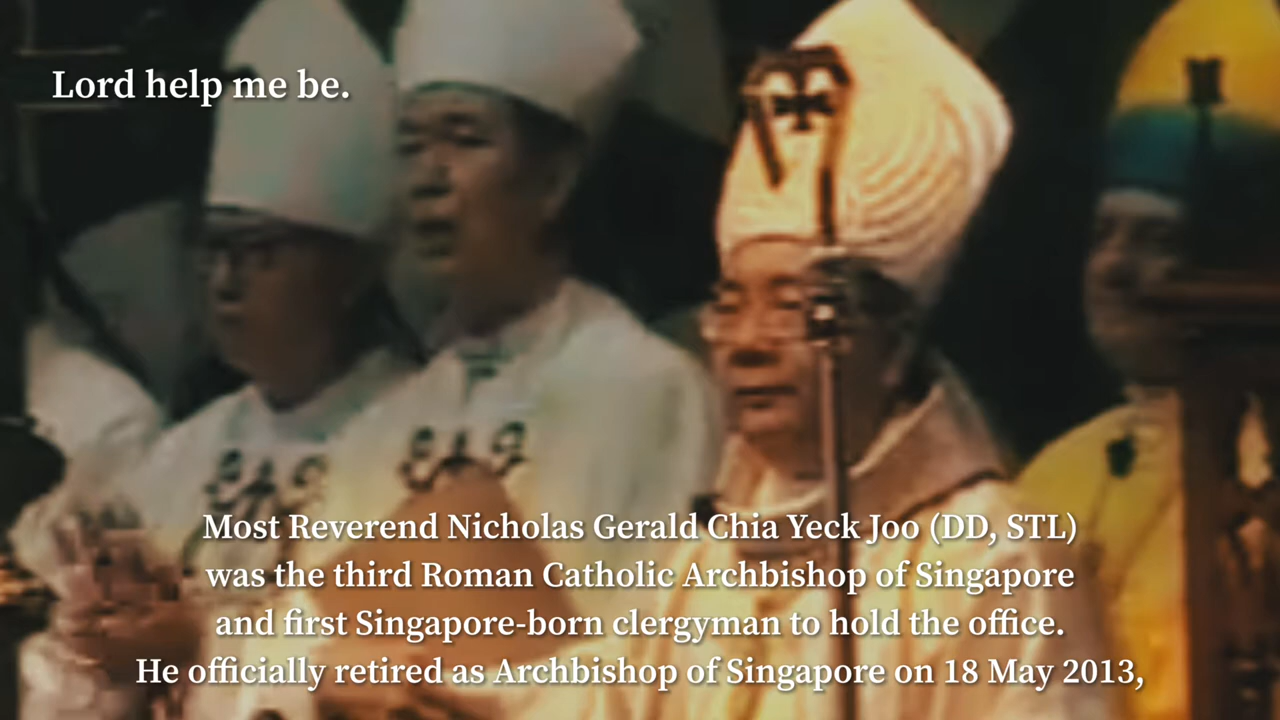 Lord help me be.
Most Reverend Nicholas Gerald Chia Yeck Joo (DD, STL)
was the third Roman Catholic Archbishop of Singapore
and first Singapore-born clergyman to hold the office.
He officially retired as Archbishop of Singapore on 18 May 2013,